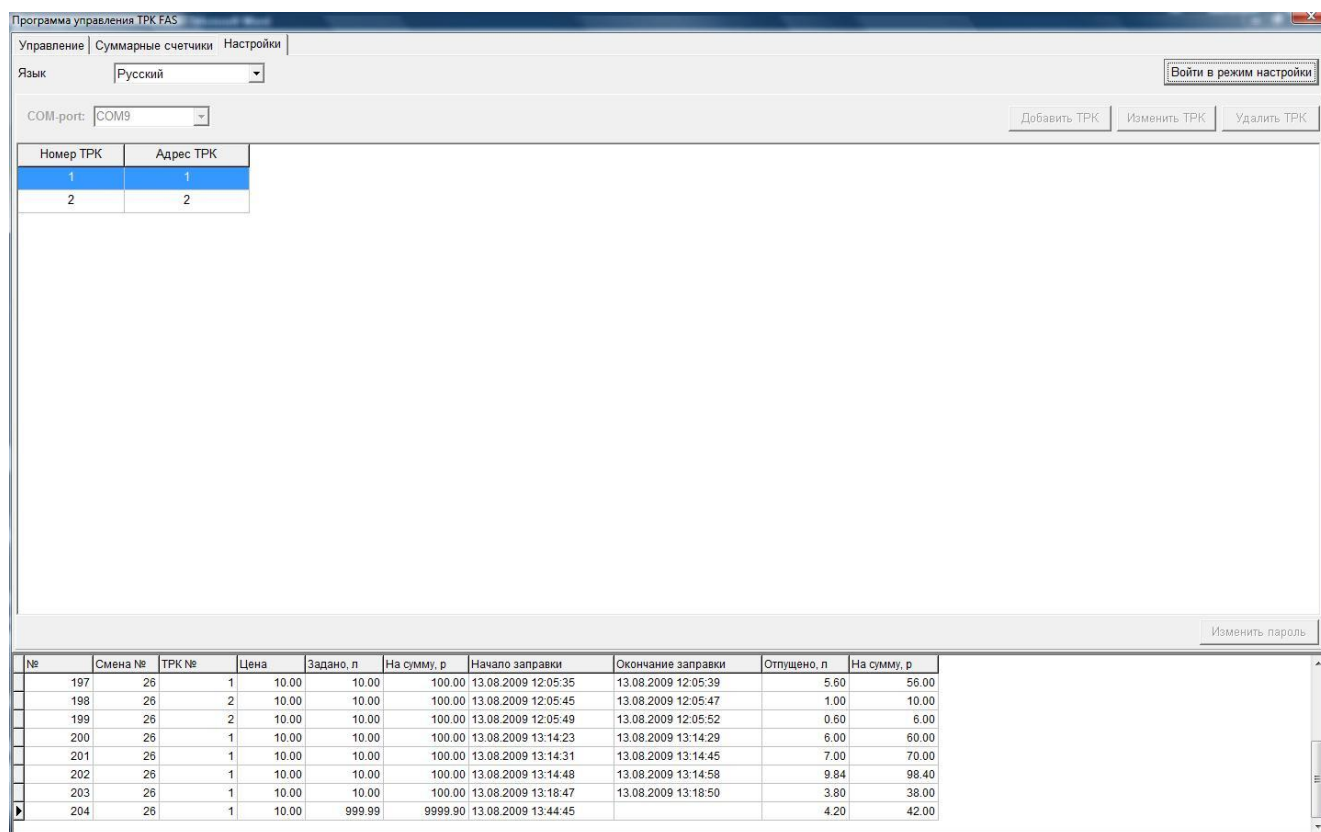 Программа управления ТРК FAS
Управление Суммарные счетчики Настройки
Язык Русский Войти в режим настройки
COM-port: COM9 Добавить ТРК Изменить ТРК Удалить ТРК
Номер ТРК Адрес ТРК
1 1
2 2
Изменить пароль
№ Смена № ТРК № Цена Задано, л На сумму, р Начало заправки Окончание заправки Отпущено, л На сумму, р
197 26 1 10.00 10.00 100.00 13.08.2009 12:05:35 13.08.2009 12:05:39 5.60 56.00
198 26 2 10.00 10.00 100.00 13.08.2009 12:05:45 13.08.2009 12:05:47 1.00 10.00
199 26 2 10.00 10.00 100.00 13.08.2009 12:05:49 13.08.2009 12:05:52 0.60 6.00
200 26 1 10.00 10.00 100.00 13.08.2009 13:14:23 13.08.2009 13:14:29 6.00 60.00
201 26 1 10.00 10.00 100.00 13.08.2009 13:14:31 13.08.2009 13:14:45 7.00 70.00
202 26 1 10.00 10.00 100.00 13.08.2009 13:14:48 13.08.2009 13:14:58 9.84 98.40
203 26 1 10.00 10.00 100.00 13.08.2009 13:18:47 13.08.2009 13:18:50 3.80 38.00
204 26 1 10.00 999.99 9999.90 13.08.2009 13:44:45 4.20 42.00